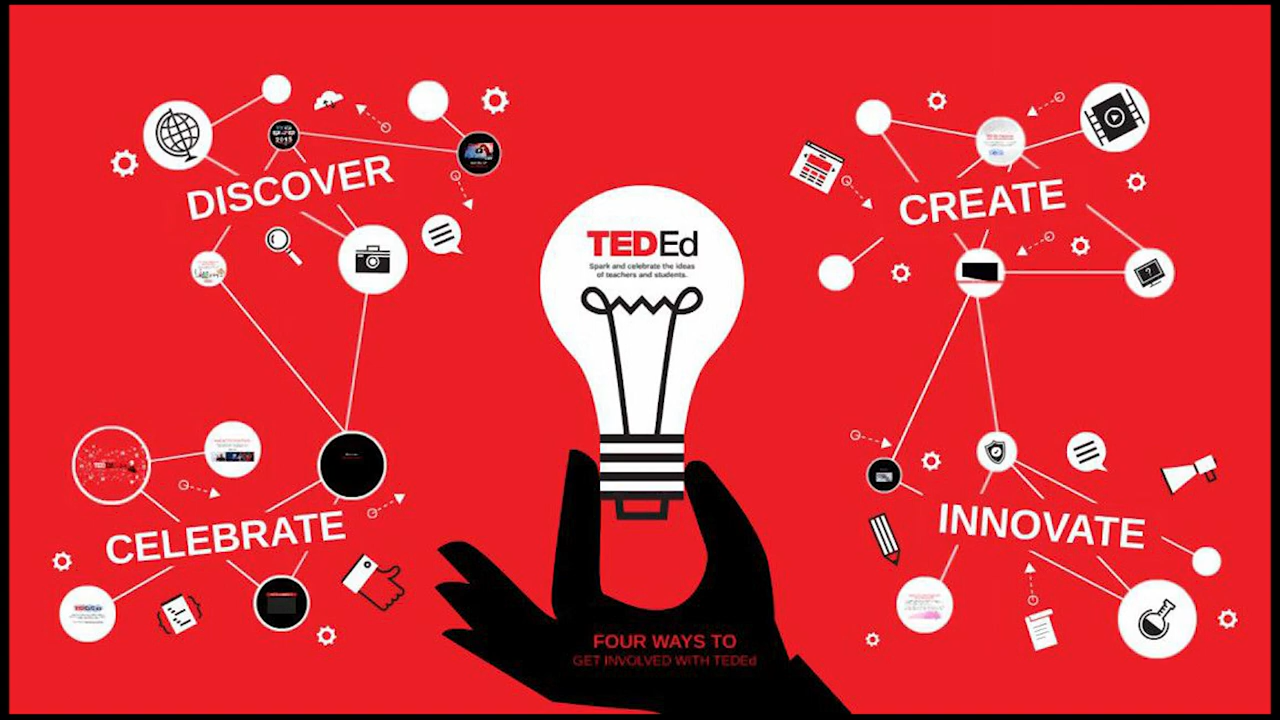 DISCOVER
CREATE
TEDEd
Spark and celebrate the ideas
of teachers and students.
CELEBRATE
INNOVATE
FOUR WAYS TO
GET INVOLVED WITH TEDEd